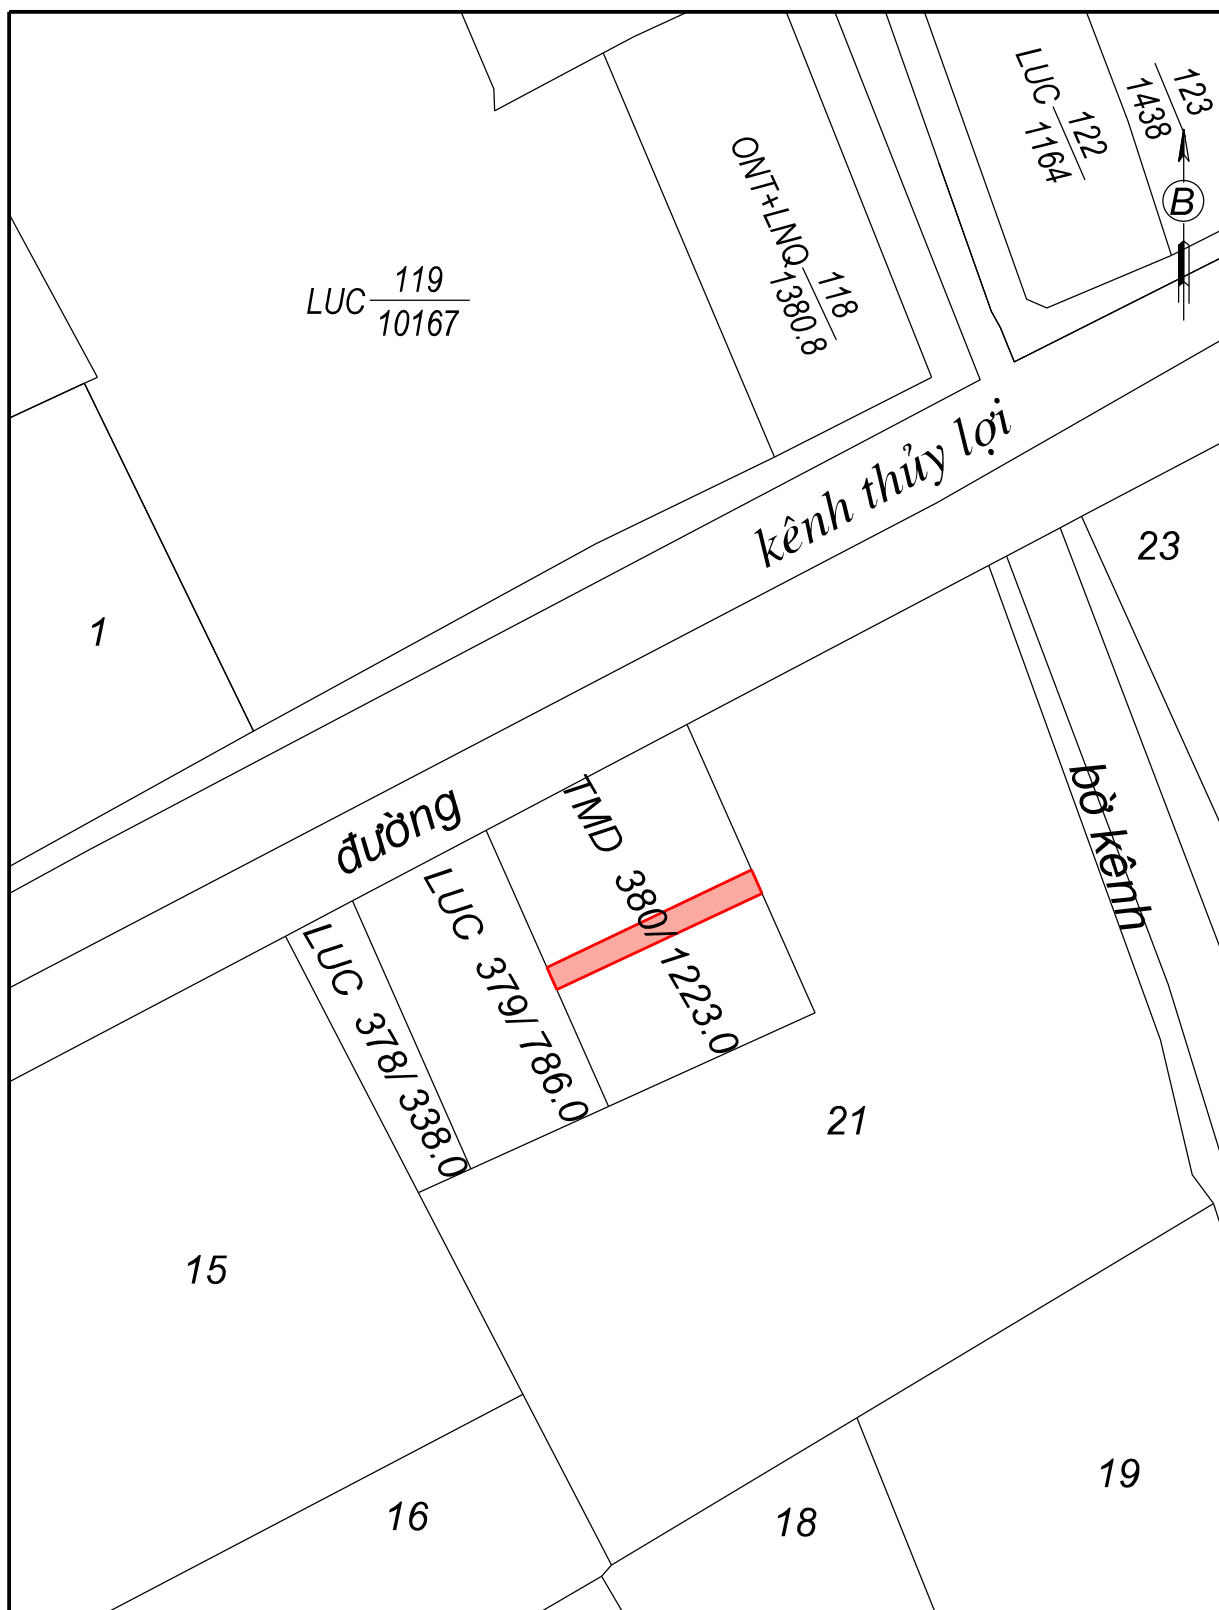 123
1438
LUC 122
1164
B
ONT+LNQ 118
1380.8
LUC 119
10167
kênh thủy lợi
23
1
đường
TMD 380/1223.0
bờ kênh
LUC 379/786.0
LUC 378/338.0
21
15
19
16
18